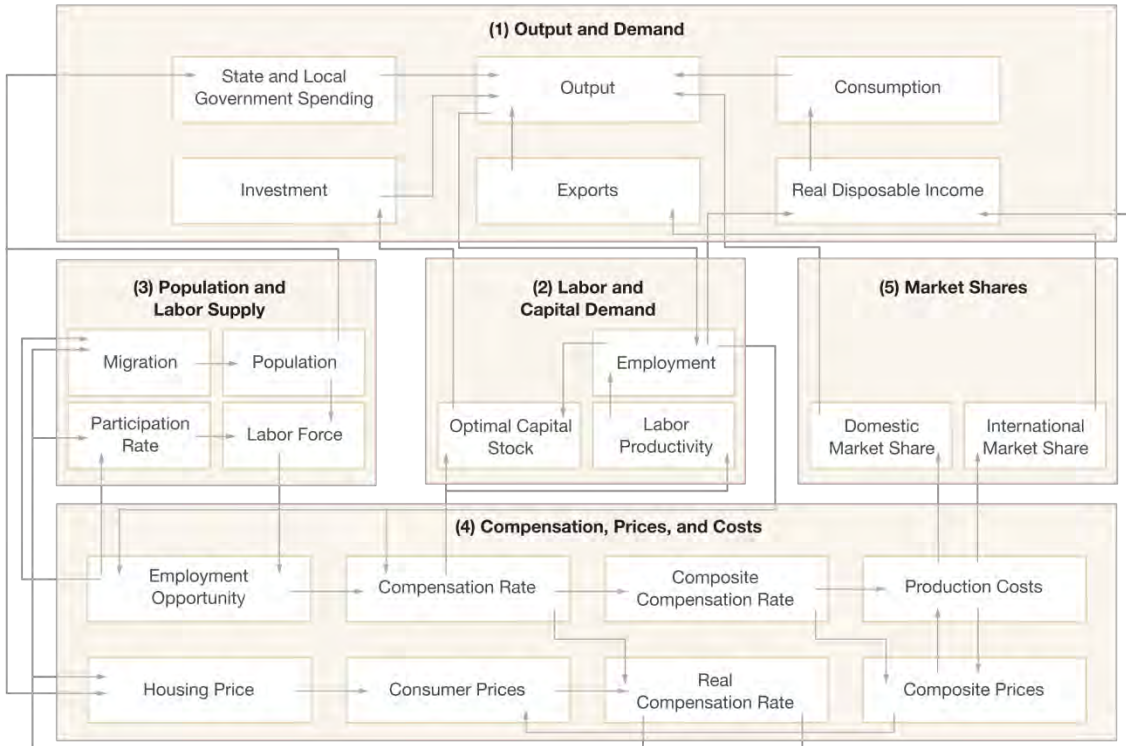 (1) Output and Demand
State and Local
Government Spending
Output
Consumption
Investment
Exports
Real Disposable Income
(3) Population and
Labor Supply
Migration
Population
Participation
Rate
Labor Force
(2) Labor and
Capital Demand
Employment
Optimal Capital
Stock
Labor
Productivity
(5) Market Shares
Domestic
Market Share
International
Market Share
(4) Compensation, Prices, and Costs
Employment
Opportunity
Compensation Rate
Composite
Compensation Rate
Production Costs
Housing Price
Consumer Prices
Real
Compensation Rate
Composite Prices